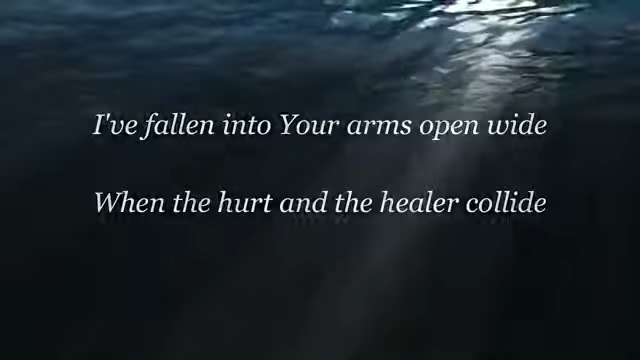 I've fallen into Your arms open wide
When the hurt and the healer collide